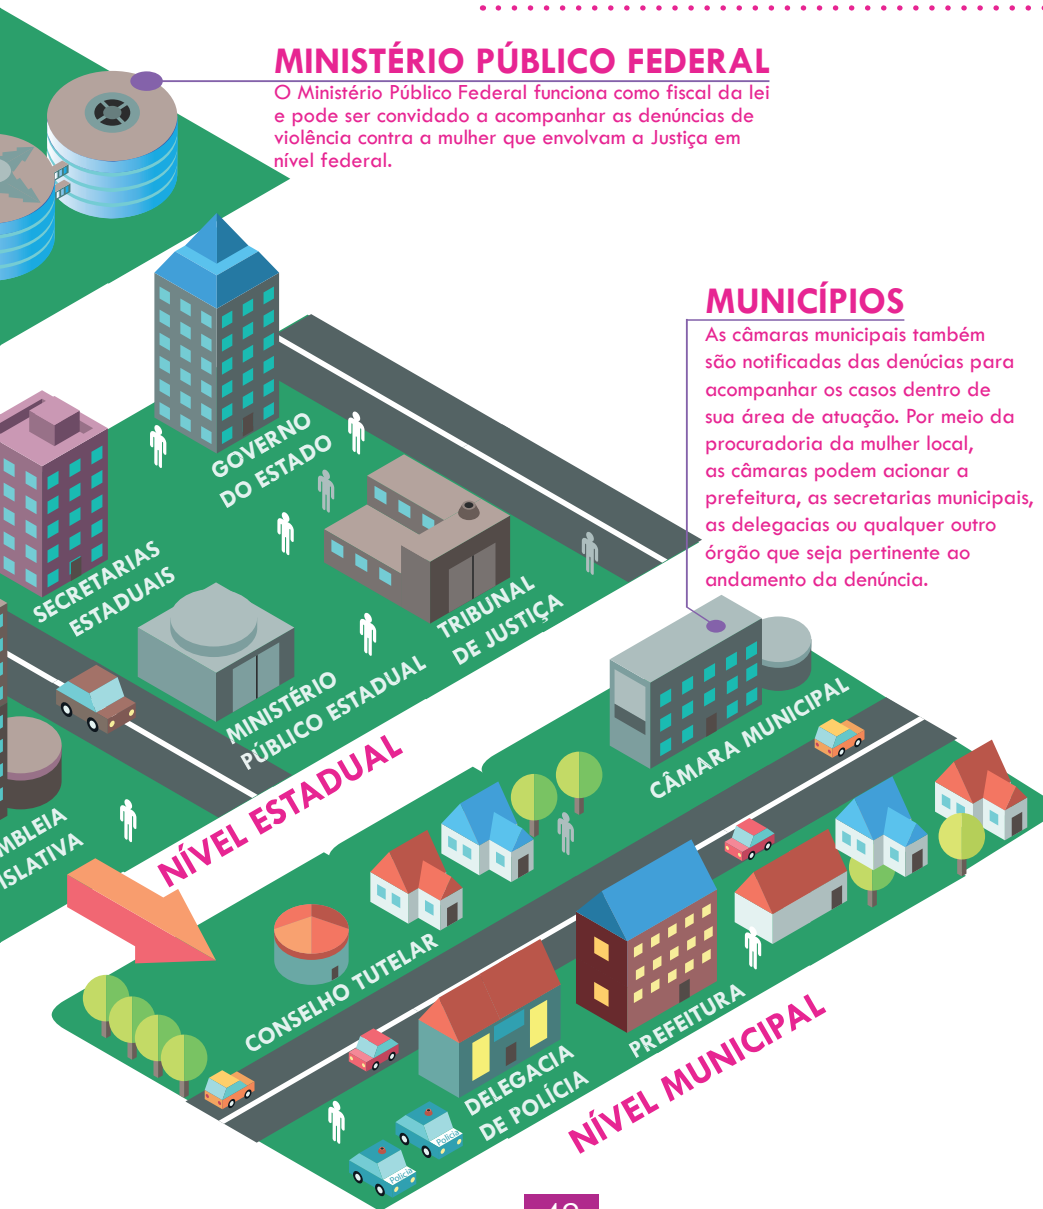 MINISTÉRIO PÚBLICO FEDERAL
O Ministério Público Federal funciona como fiscal da lei
e pode ser convidado a acompanhar as denúncias de
violência contra a mulher que envolvam a Justiça em
nível federal.
MUNICÍPIOS
As câmaras municipais também
são notificadas das denúcias para
acompanhar os casos dentro de
sua área de atuação. Por meio da
procuradoria da mulher local,
as câmaras podem acionar a
prefeitura, as secretarias municipais,
as delegacias ou qualquer outro
órgão que seja pertinente ao
andamento da denúncia.
GOVERNO
DO ESTADO
SECRETARIAS
ESTADUAIS
TRIBUNAL
DE JUSTIÇA
MINISTÉRIO
PÚBLICO ESTADUAL
MBLEIA
ISLATIVA
NÍVEL ESTADUAL
CÂMARA MUNICIPAL
CONSELHO TUTELAR
PREFEITURA
DELEGACIA
DE POLÍCIA
Polícia
Polícia
NÍVEL MUNICIPAL